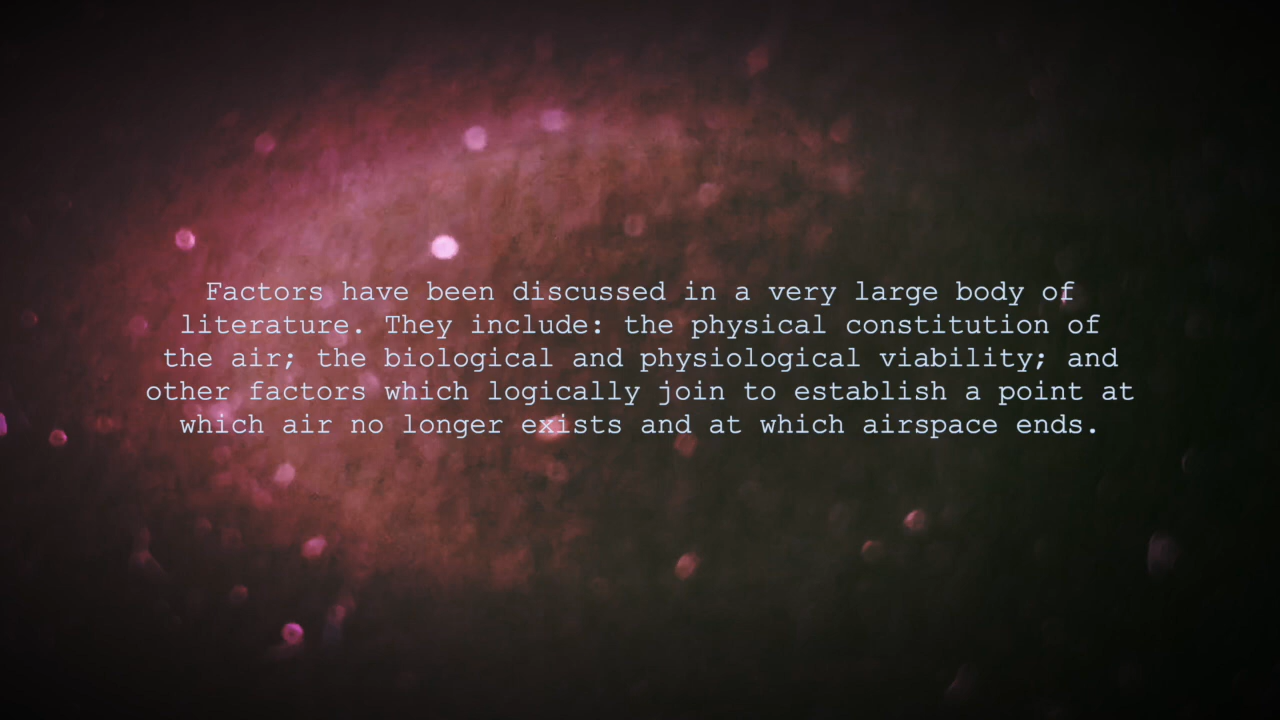 Factors have been discussed in a very large body of
literature. They include: the physical constitution of
the air; the biological and physiological viability; and
other factors which logically join to establish a point at
which air no longer exists and at which airspace ends.